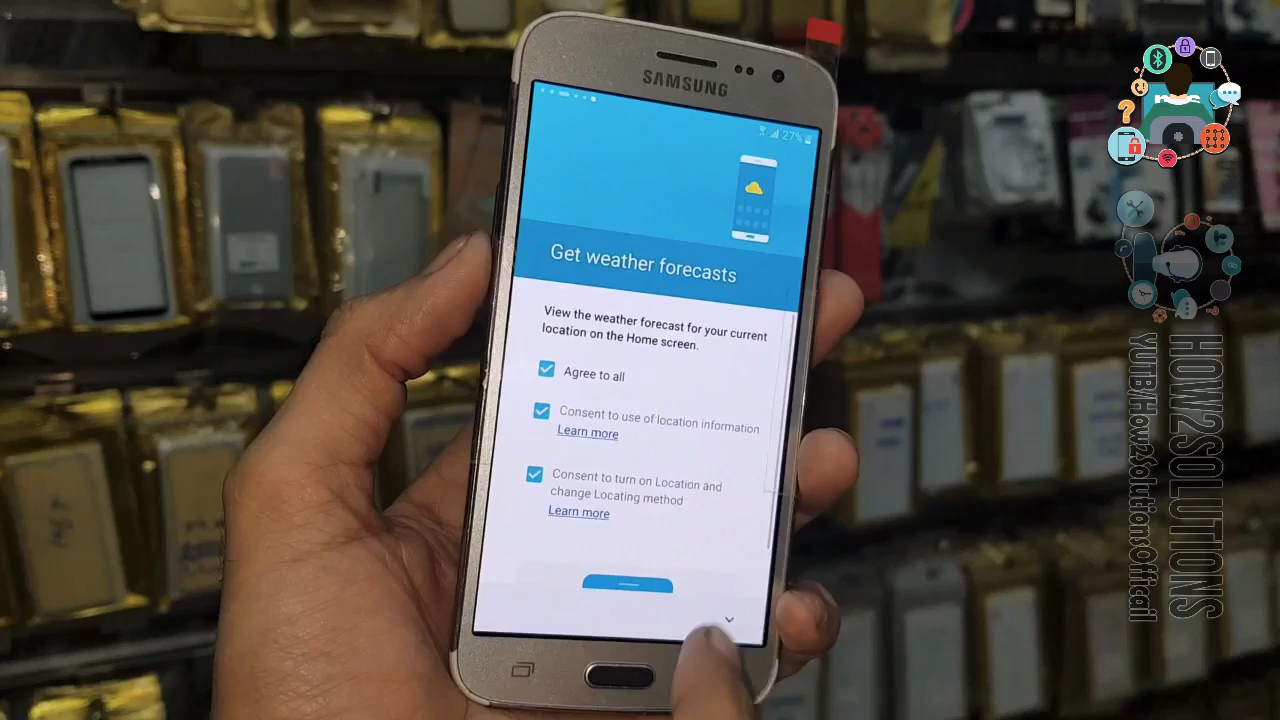 SAMSUNG
27%
Get weather forecasts
View the weather forecast for your current
location on the Home screen.
Agree to all
Consent to use of location information
Learn more
Consent to turn on Location and
change Locating method
Learn more
HOW2SOLUTIONS
YUTB/How2SolutionsOfficail